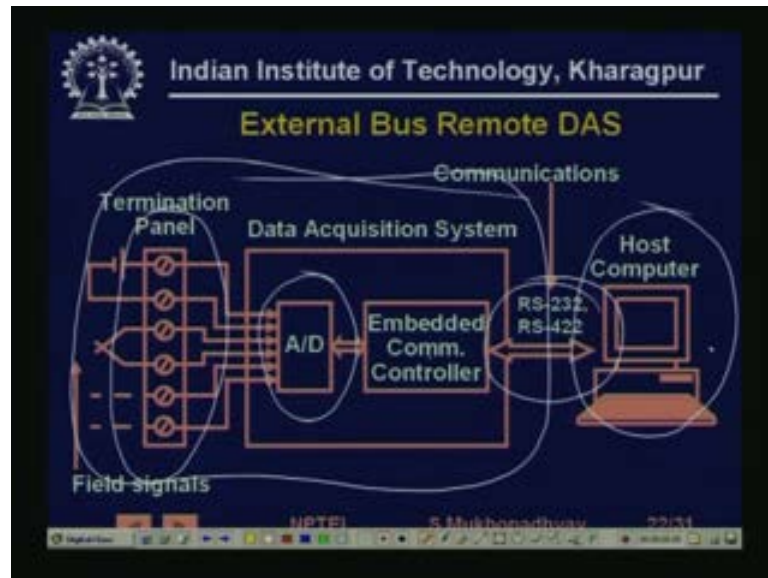 Indian Institute of Technology, Kharagpur
External Bus Remote DAS
Communications
Termination
Panel
Data Acquisition System
Host
Computer
RS-232,
RS-422
A/D
Embedded
Comm.
Controller
Field signals
NPTEL S.Mukhopadhyay 22/31